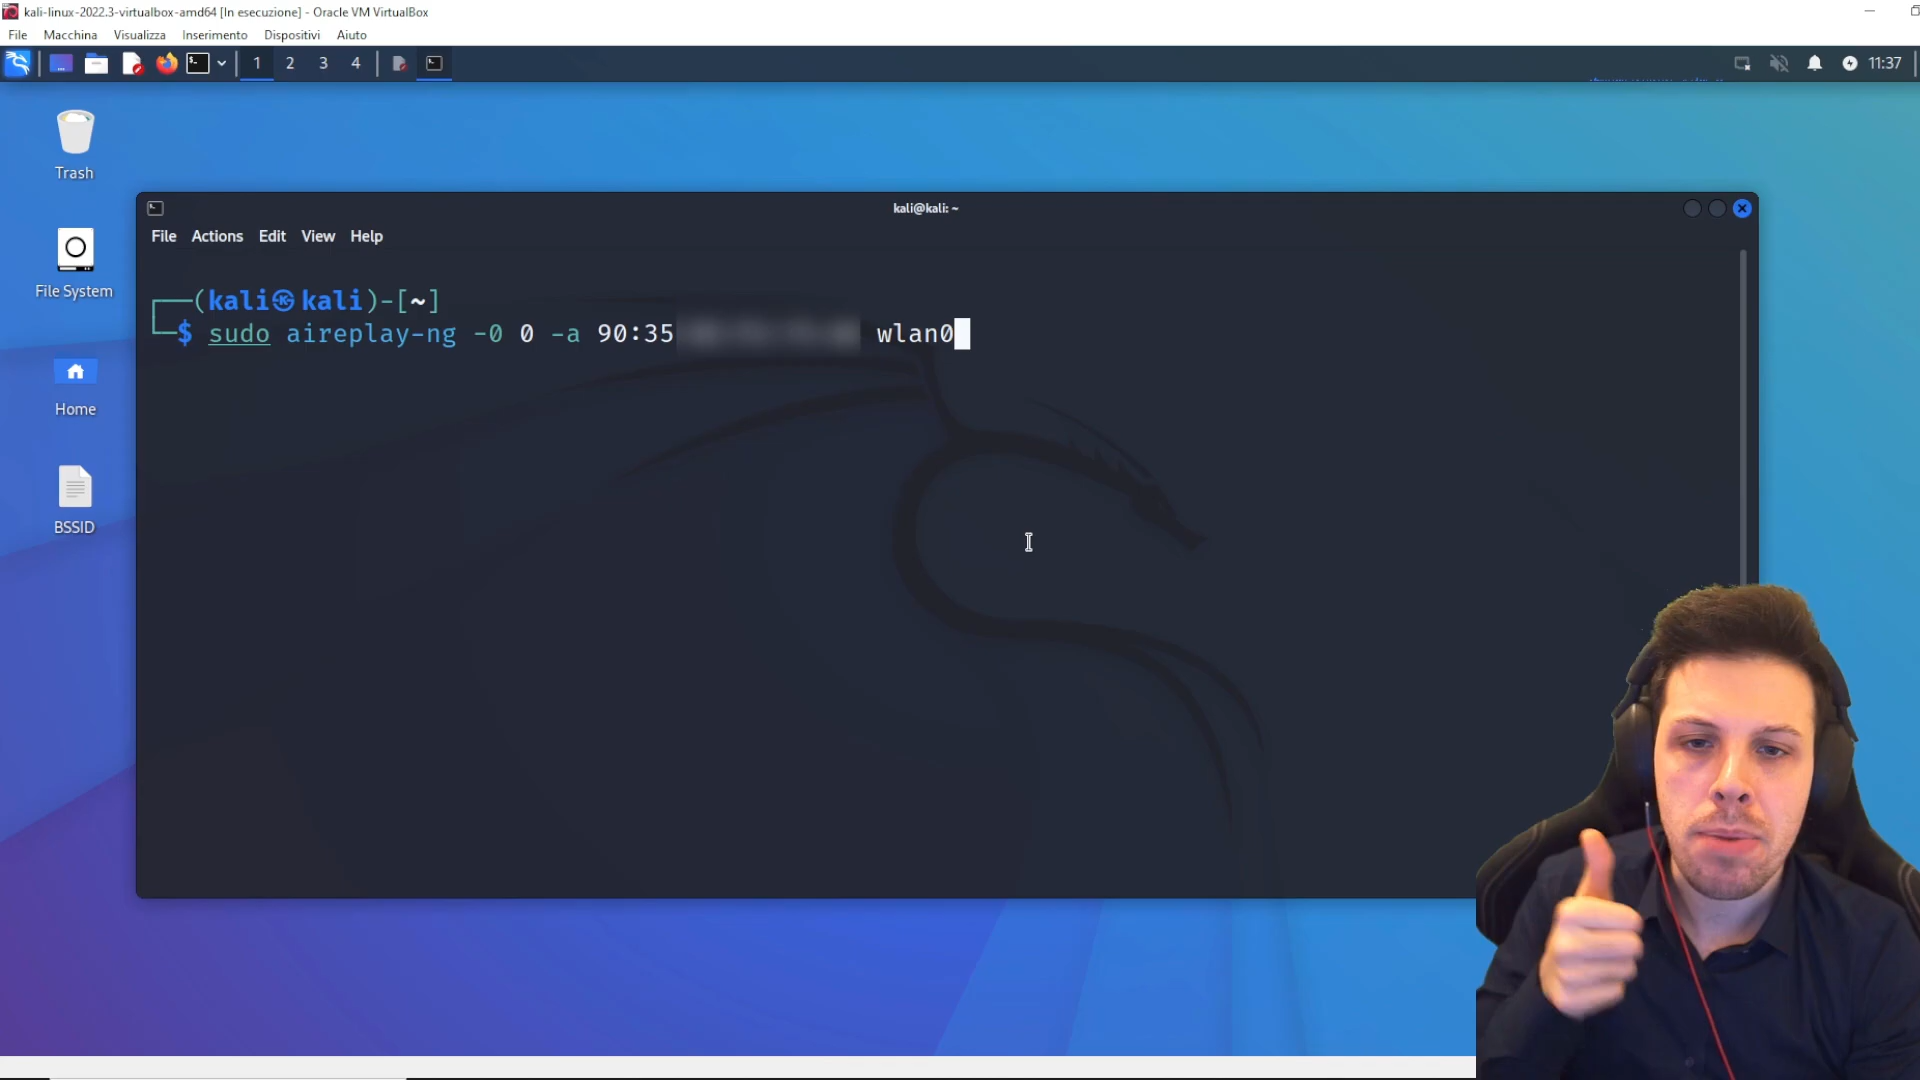 kali-linux-2022.3-virtualbox-amd64 [In esecuzione] - Oracle VM VirtualBox
File Macchina Visualizza Inserimento Dispositivi Aiuto
1 2 3 4 11:37
Trash
File System
Home
BSSID
kali@kali: ~
File Actions Edit View Help
┌──(kali㉿kali)-[~]
└─$ sudo aireplay-ng -0 0 -a 90:35 wlan0